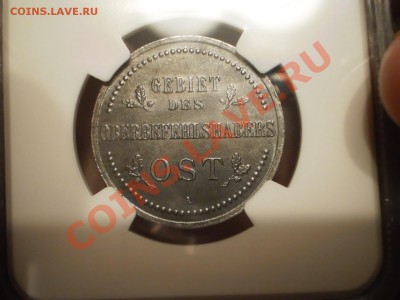 COINS.LAVE.RU
GEBIET
DES
OBERBEFEHLSHABERS
OST
A
COINS.LAVE.RU